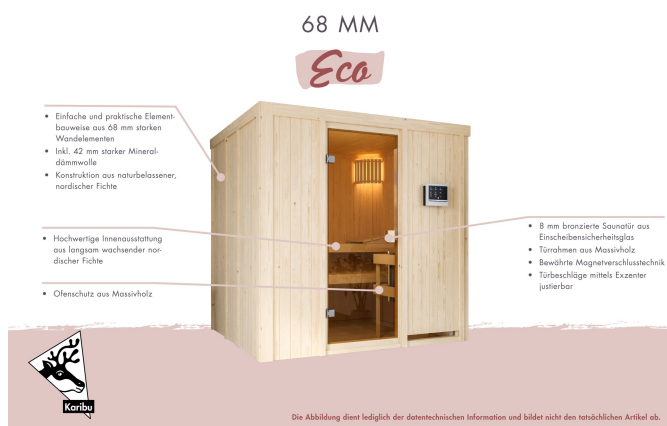 68 MM
Eco
• Einfache und praktische Element-
bauweise aus 68 mm starken
Wandelementen
• Inkl. 42 mm starker Mineral-
dämmwolle
• Konstruktion aus naturbelassener,
nordischer Fichte
• Hochwertige Innenausstattung
aus langsam wachsender nor-
discher Fichte
• Ofenschutz aus Massivholz
• 8 mm bronzierte Saunatür aus
Einscheibensicherheitsglas
• Türrahmen aus Massivholz
• Bewährte Magnetverschlusstechnik
• Türbeschläge mittels Exzenter
justierbar
Karibu
Die Abbildung dient lediglich der datentechnischen Information und bildet nicht den tatsächlichen Artikel ab.